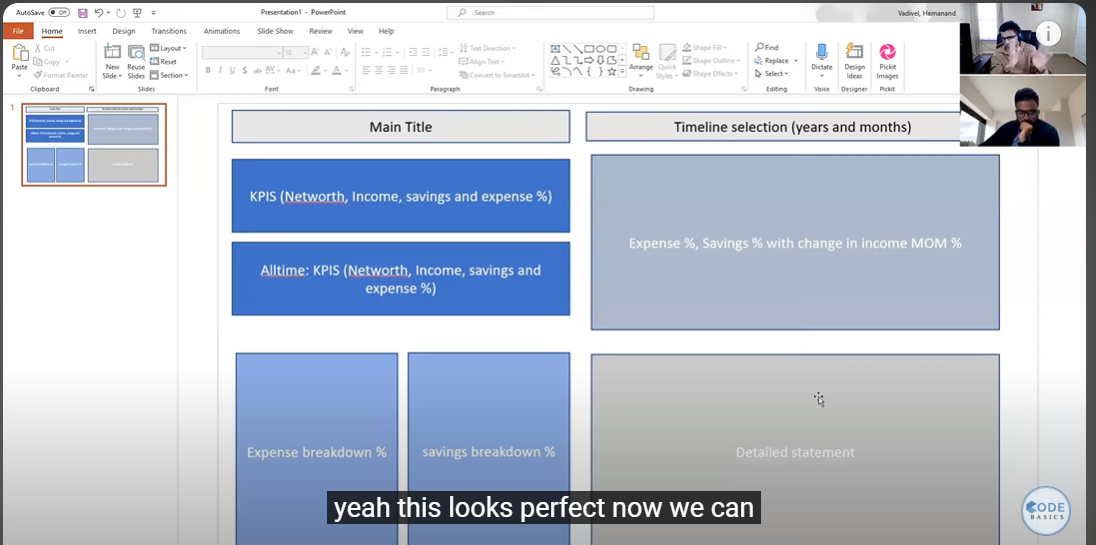 AutoSave
Off
Presentation1 - PowerPoint
Search
Vadivel, Hemanand
File
Home
Insert
Design
Transitions
Animations
Slide Show
Review
View
Help
Paste
Cut
Copy
Format Painter
Clipboard
New Slide
Reuse Slides
Layout
Reset
Section
Slides
18
B I U S
Font
Text Direction
Align Text
Convert to SmartArt
Paragraph
Arrange
Quick Styles
Shape Fill
Shape Outline
Shape Effects
Drawing
Find
Replace
Select
Editing
Dictate
Voice
Design Ideas
Designer
Pickit Images
Pickit
1
Main Title
Timeline selection (years and months)
KPIS (Networth, Income, savings and expense %)
Alltime: KPIS (Networth, Income, savings and
expense %)
Expense %, Savings % with change in income MOM %
Expense breakdown %
savings breakdown %
Detailed statement
yeah this looks perfect now we can
CODE
BASICS